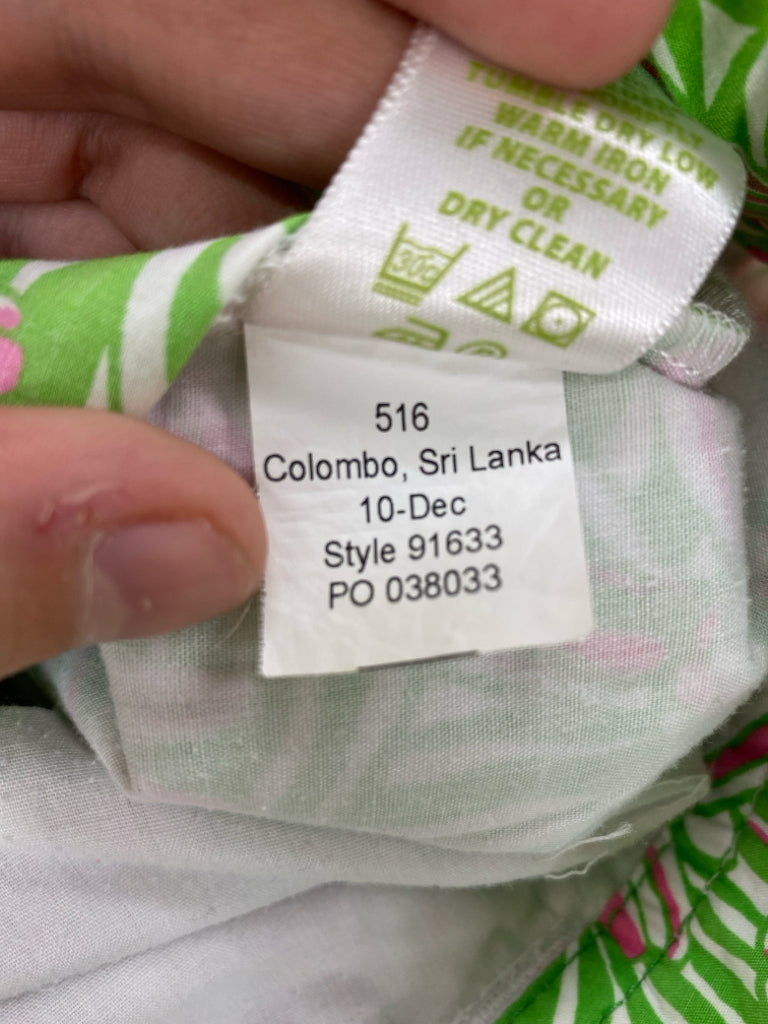 TUMBLE DRY LOW
WARM IRON
IF NECESSARY
OR
DRY CLEAN
30c
516
Colombo, Sri Lanka
10-Dec
Style 91633
PO 038033